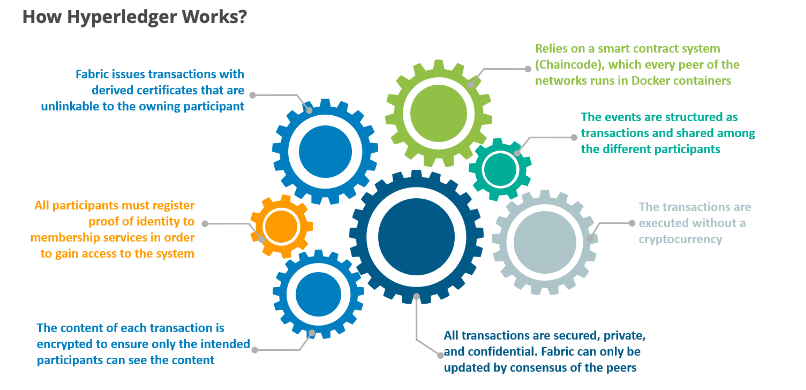 How Hyperledger Works?
Fabric issues transactions with
derived certificates that are
unlinkable to the owning participant
Relies on a smart contract system
(Chaincode), which every peer of the
networks runs in Docker containers
The events are structured as
transactions and shared among
the different participants
All participants must register
proof of identity to
membership services in order
to gain access to the system
The transactions are
executed without a
cryptocurrency
The content of each transaction is
encrypted to ensure only the intended
participants can see the content
All transactions are secured, private,
and confidential. Fabric can only be
updated by consensus of the peers